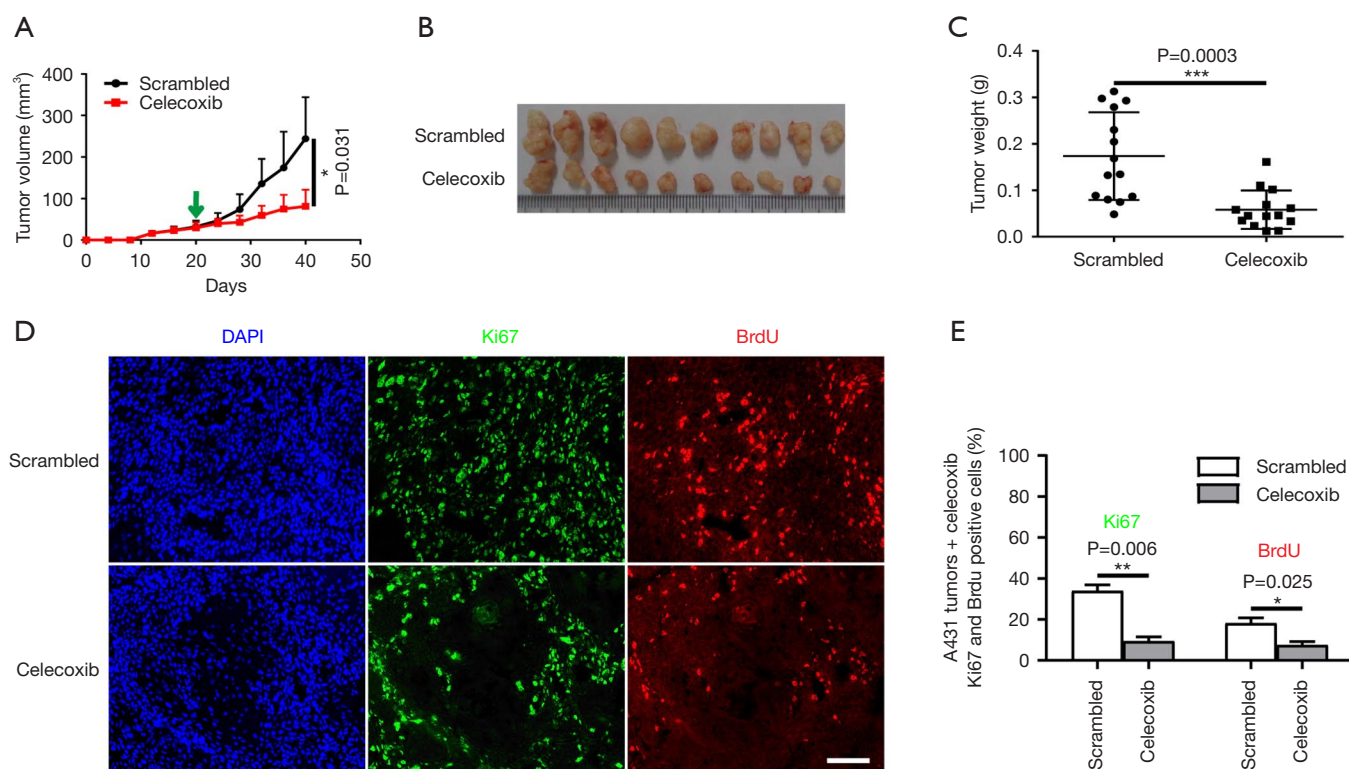 A
Tumor volume (mm³)
400
300
200
100
0
Scrambled
Celecoxib
*
P=0.031
0 10 20 30 40 50
Days
B
Scrambled
Celecoxib
C
Tumor weight (g)
0.4
0.3
0.2
0.1
0.0
P=0.0003
***
Scrambled Celecoxib
D
DAPI Ki67 BrdU
Scrambled
Celecoxib
E
A431 tumors + celecoxib
Ki67 and Brdu positive cells (%)
100
80
60
40
20
0
Scrambled
Celecoxib
Ki67
P=0.006
**
BrdU
P=0.025
*
Scrambled
Celecoxib
Scrambled
Celecoxib